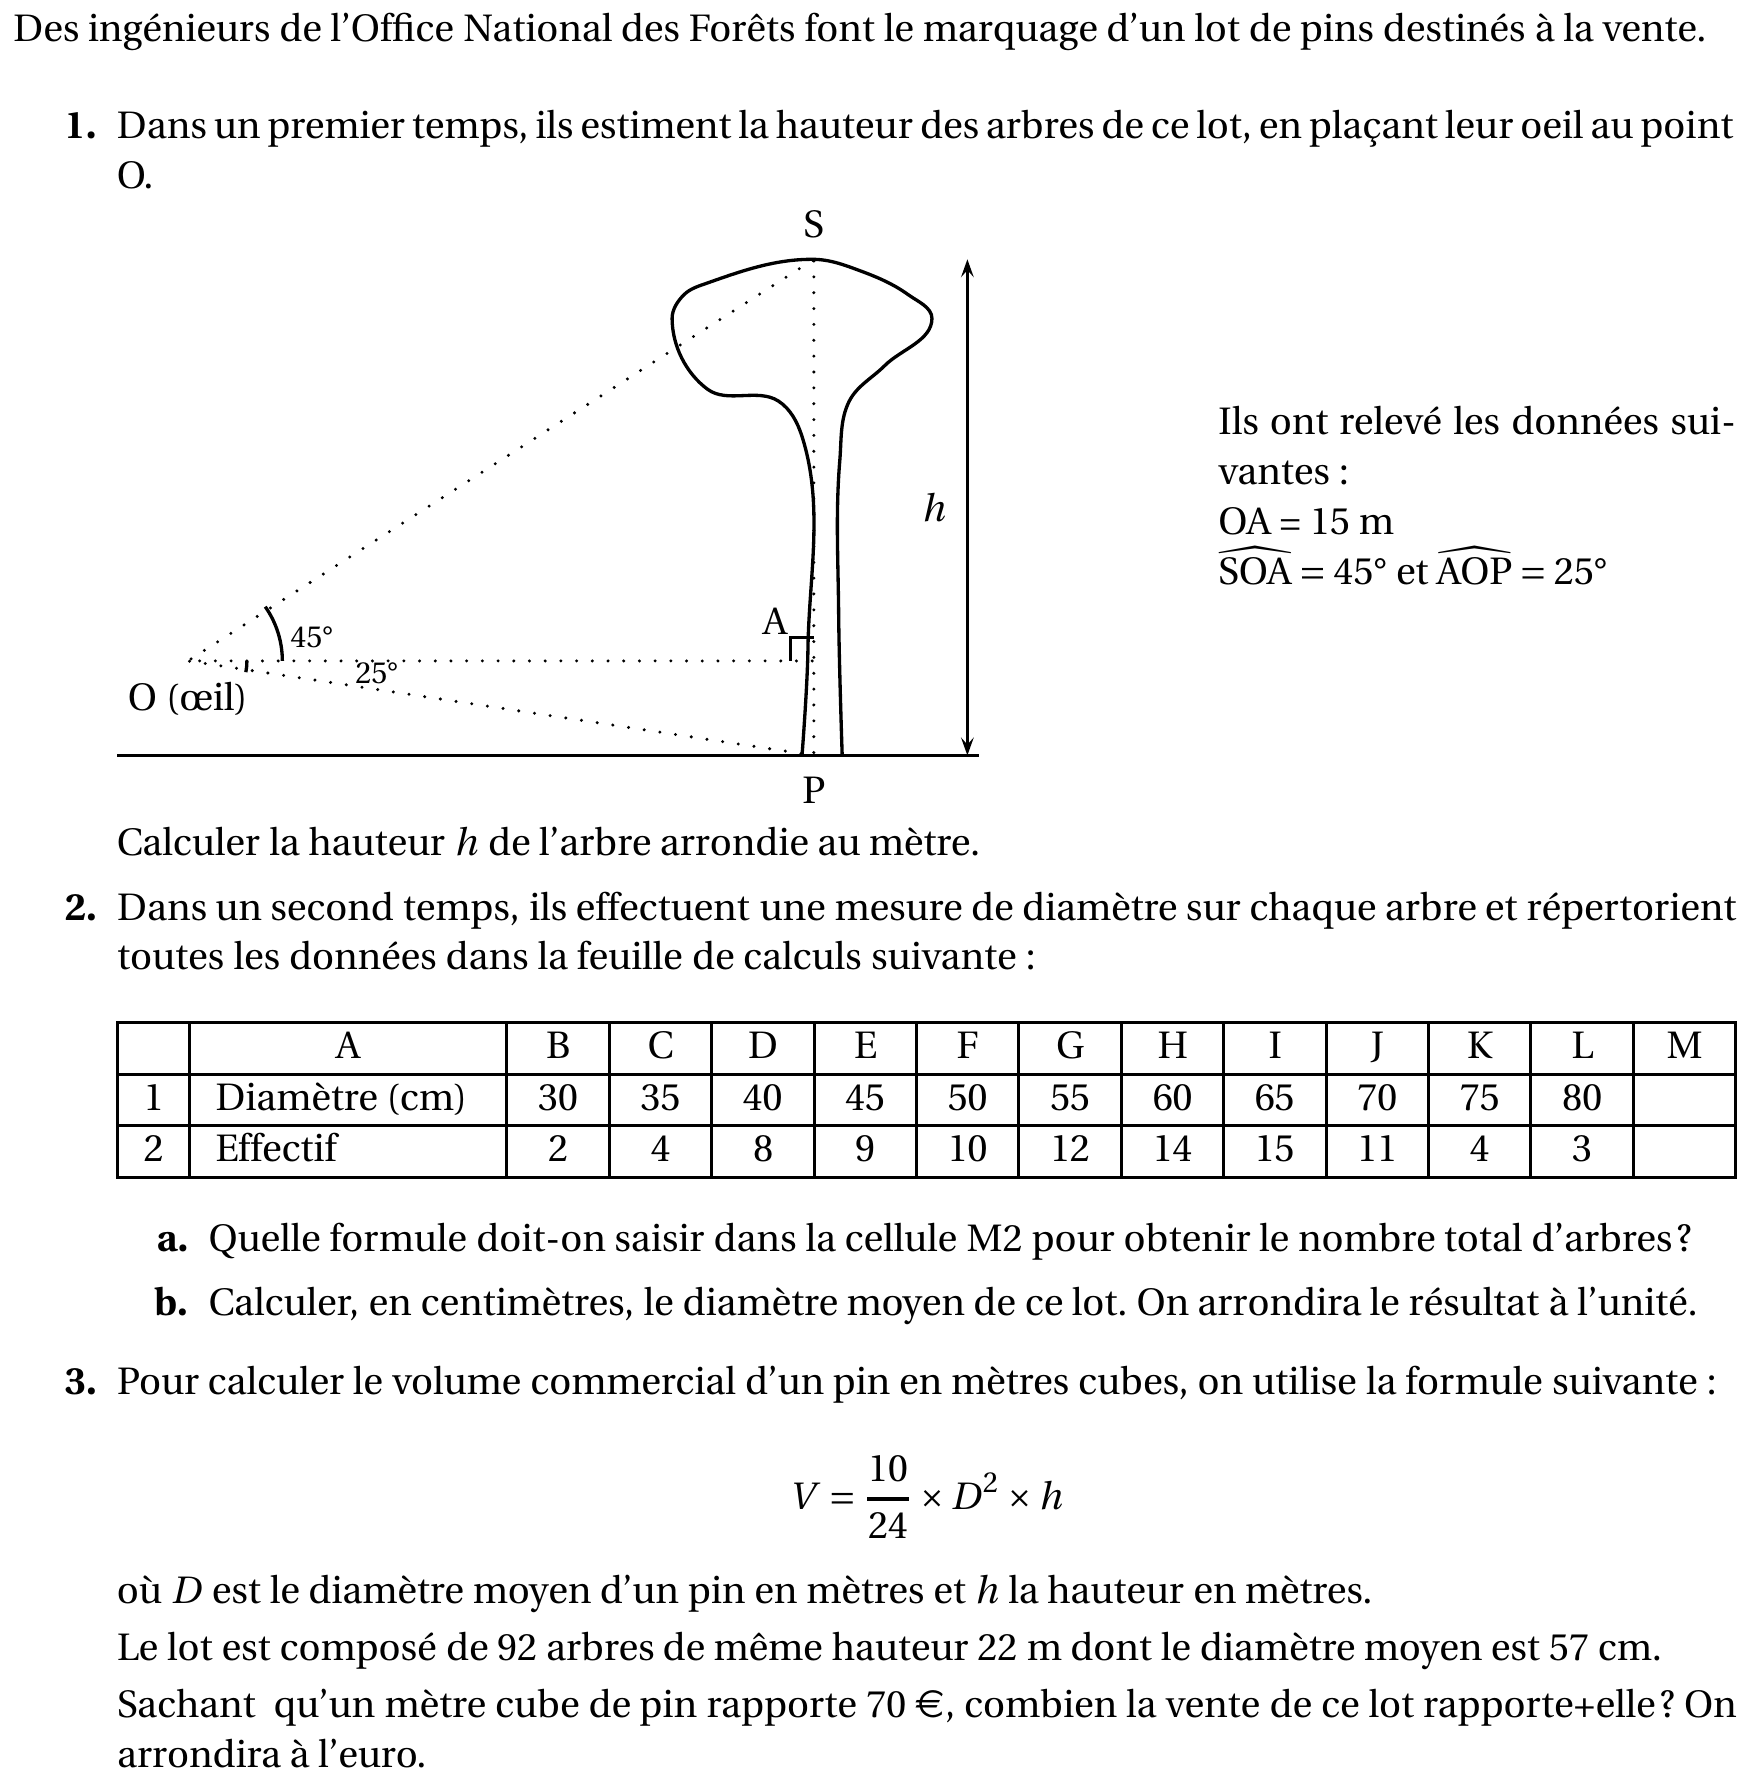 Des ingénieurs de l'Office National des Forêts font le marquage d'un lot de pins destinés à la vente.
1. Dans un premier temps, ils estiment la hauteur des arbres de ce lot, en plaçant leur oeil au point
O.
S
Ils ont relevé les données sui-
vantes :
h
OA = 15 m
SOA = 45° et AOP = 25°
A
45°
25°
O (œil)
P
Calculer la hauteur h de l'arbre arrondie au mètre.
2. Dans un second temps, ils effectuent une mesure de diamètre sur chaque arbre et répertorient
toutes les données dans la feuille de calculs suivante :
A B C D E F G H I J K L M
1 Diamètre (cm) 30 35 40 45 50 55 60 65 70 75 80
2 Effectif 2 4 8 9 10 12 14 15 11 4 3
a. Quelle formule doit-on saisir dans la cellule M2 pour obtenir le nombre total d'arbres ?
b. Calculer, en centimètres, le diamètre moyen de ce lot. On arrondira le résultat à l'unité.
3. Pour calculer le volume commercial d'un pin en mètres cubes, on utilise la formule suivante :
V = 10/24 × D² × h
où D est le diamètre moyen d'un pin en mètres et h la hauteur en mètres.
Le lot est composé de 92 arbres de même hauteur 22 m dont le diamètre moyen est 57 cm.
Sachant qu'un mètre cube de pin rapporte 70 €, combien la vente de ce lot rapporte+elle ? On
arrondira à l'euro.